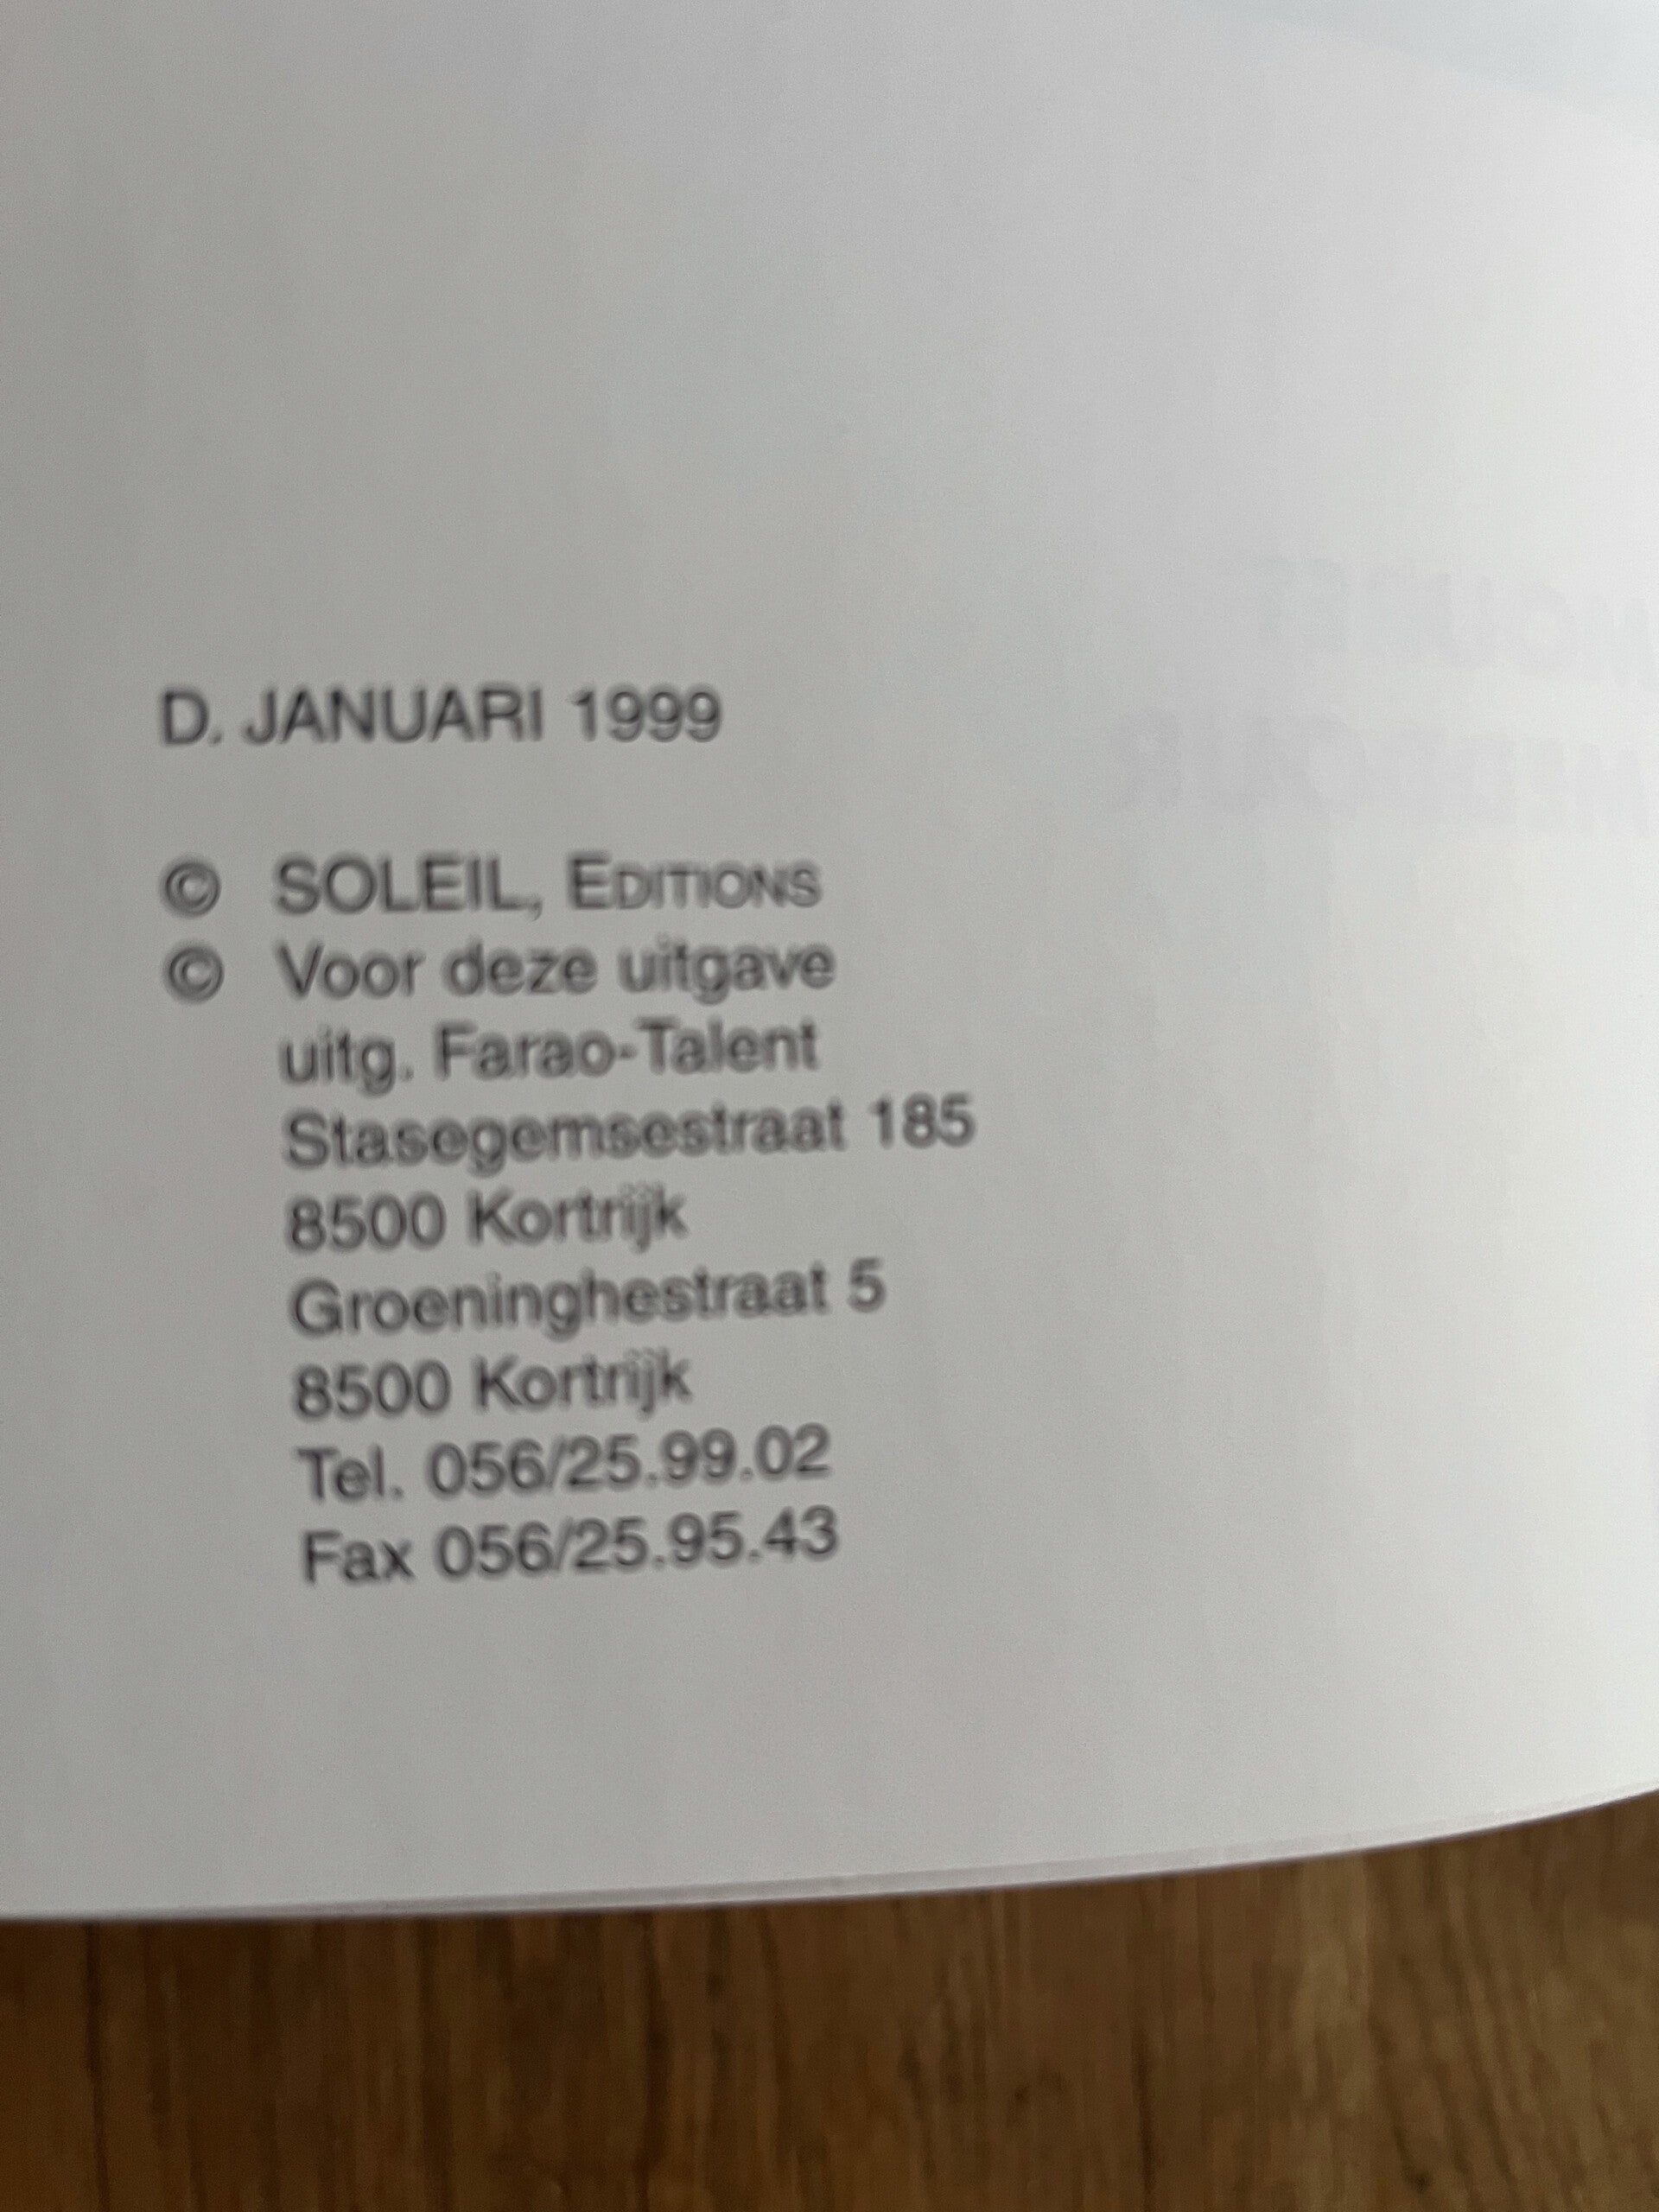 D. JANUARI 1999
© SOLEIL, EDITIONS
© Voor deze uitgave
uitg. Farao-Talent
Stasegemsestraat 185
8500 Kortrijk
Groeninghestraat 5
8500 Kortrijk
Tel. 056/25.99.02
Fax 056/25.95.43